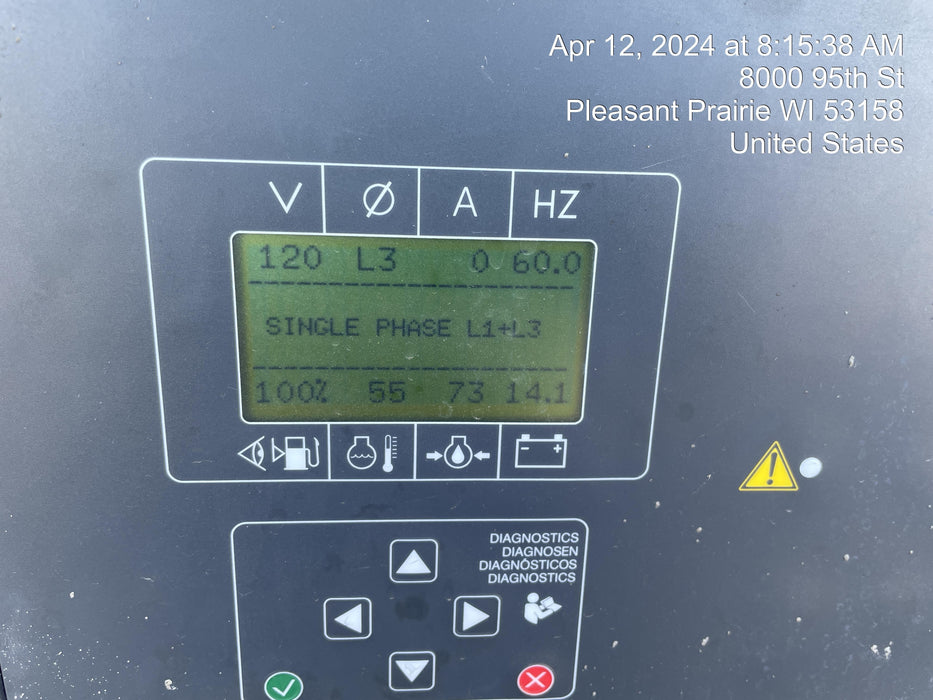 Apr 12, 2024 at 8:15:38 AM
8000 95th St
Pleasant Prairie WI 53158
United States
V Ø A HZ
120 L3 0 60.0
SINGLE PHASE L1+L3
100% 55 73 14.1
DIAGNOSTICS
DIAGNOSEN
DIAGNÓSTICOS
DIAGNOSTICS